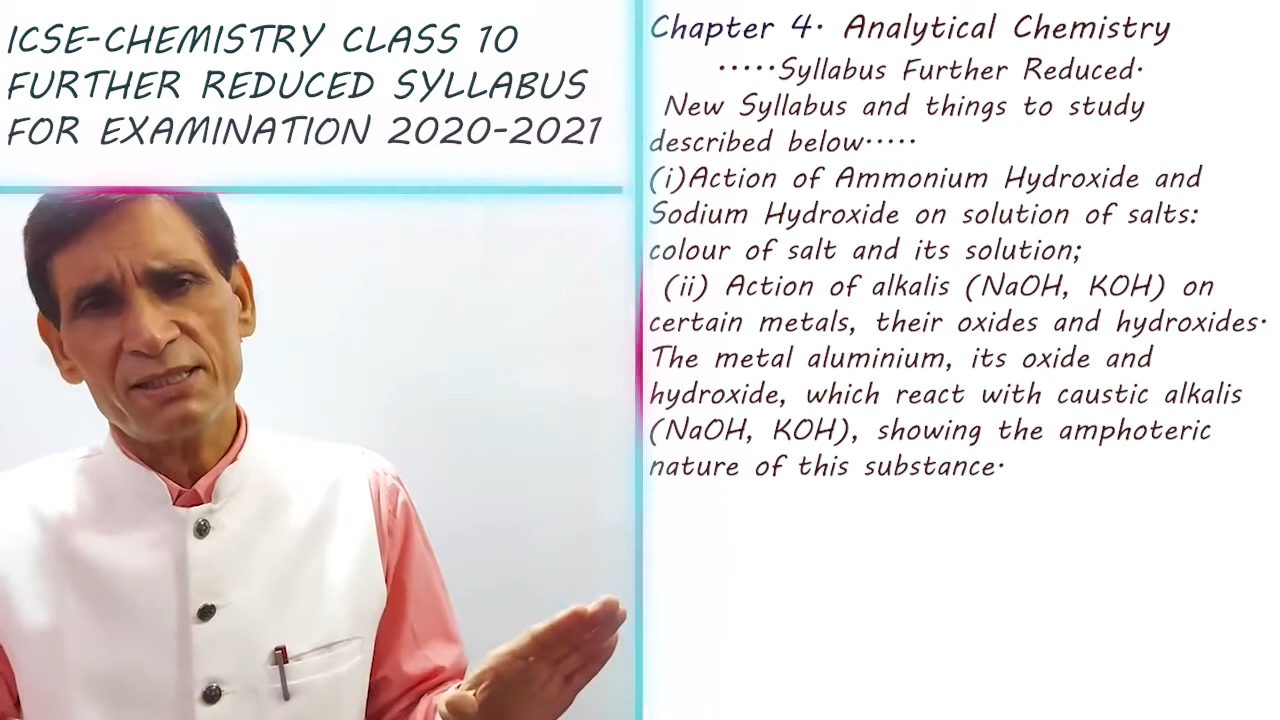 ICSE-CHEMISTRY CLASS 10
FURTHER REDUCED SYLLABUS
FOR EXAMINATION 2020-2021
Chapter 4· Analytical Chemistry
·····Syllabus Further Reduced·
New Syllabus and things to study
described below·····
(i)Action of Ammonium Hydroxide and
Sodium Hydroxide on solution of salts:
colour of salt and its solution;
(ii) Action of alkalis (NaOH, KOH) on
certain metals, their oxides and hydroxides·
The metal aluminium, its oxide and
hydroxide, which react with caustic alkalis
(NaOH, KOH), showing the amphoteric
nature of this substance·